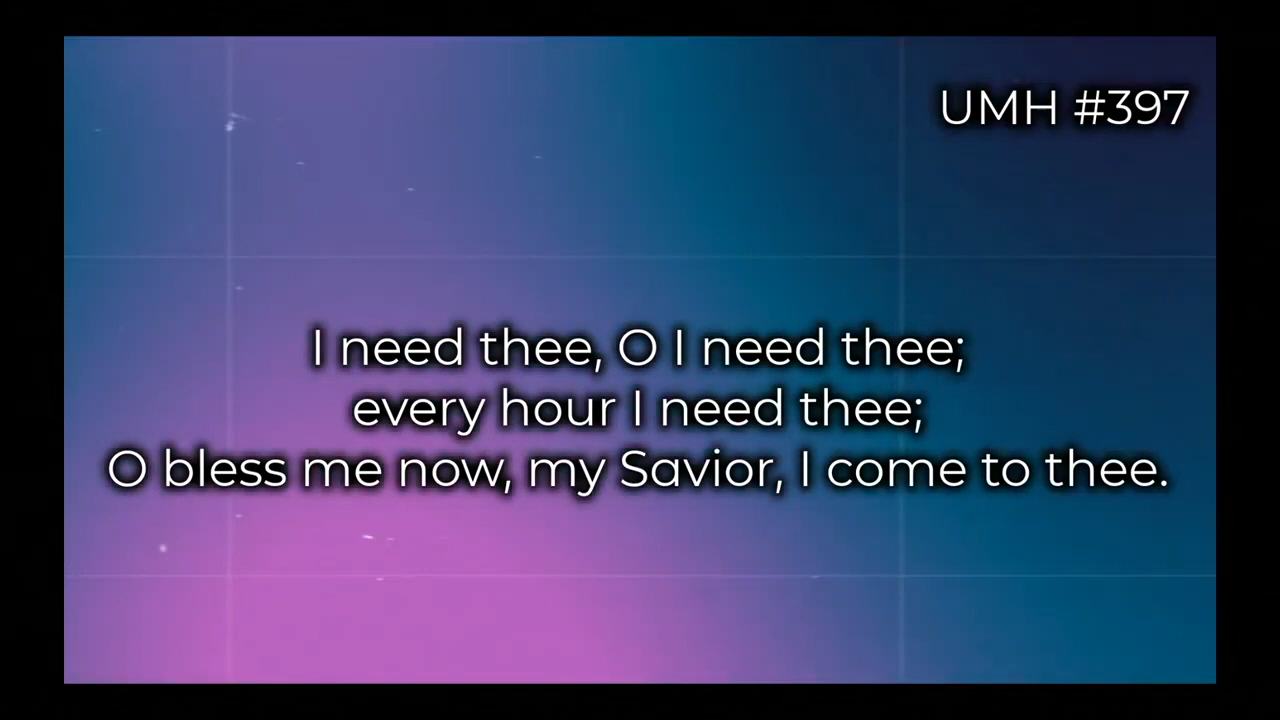 UMH #397
I need thee, O I need thee;
every hour I need thee;
O bless me now, my Savior, I come to thee.